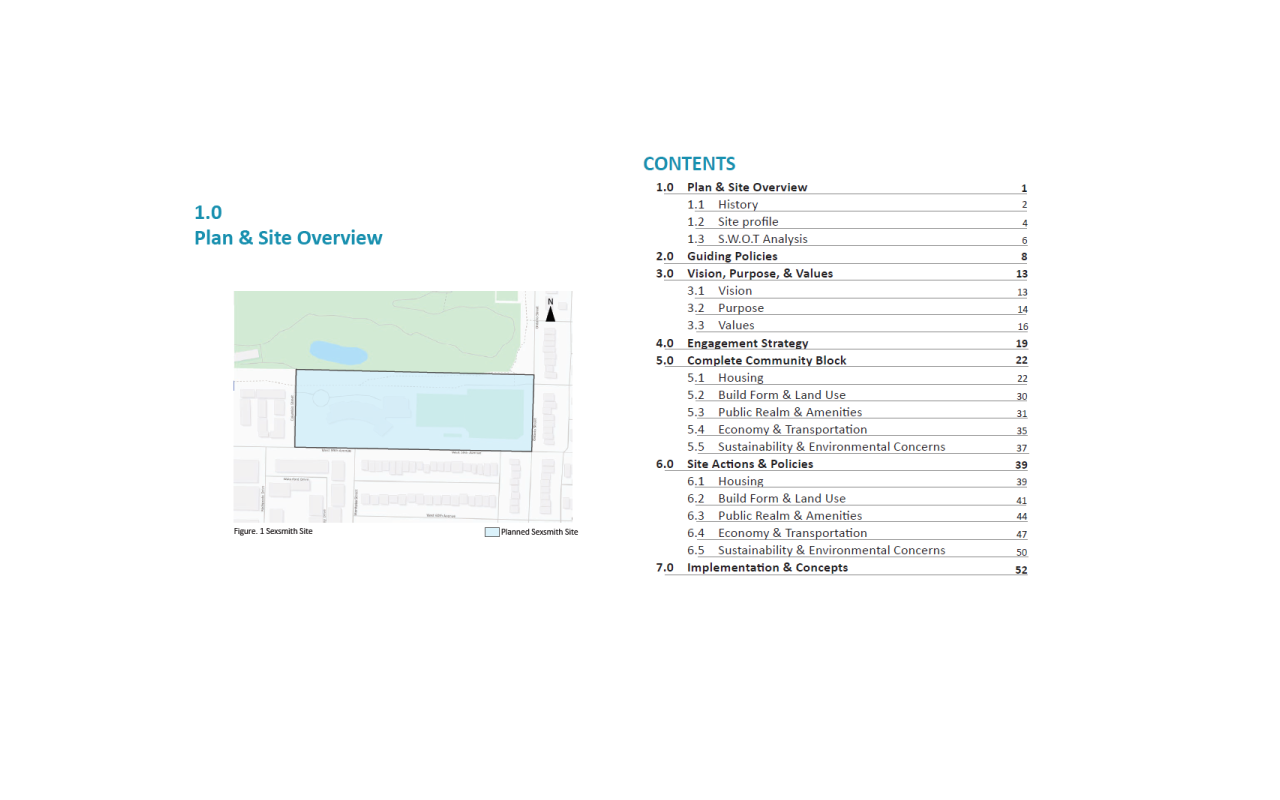 1.0
Plan & Site Overview
N
Figure. 1 Sexsmith Site
Planned Sexsmith Site
CONTENTS
1.0 Plan & Site Overview 1
1.1 History 2
1.2 Site profile 4
1.3 S.W.O.T Analysis 6
2.0 Guiding Policies 8
3.0 Vision, Purpose, & Values 13
3.1 Vision 13
3.2 Purpose 14
3.3 Values 16
4.0 Engagement Strategy 19
5.0 Complete Community Block 22
5.1 Housing 22
5.2 Build Form & Land Use 30
5.3 Public Realm & Amenities 31
5.4 Economy & Transportation 35
5.5 Sustainability & Environmental Concerns 37
6.0 Site Actions & Policies 39
6.1 Housing 39
6.2 Build Form & Land Use 41
6.3 Public Realm & Amenities 44
6.4 Economy & Transportation 47
6.5 Sustainability & Environmental Concerns 50
7.0 Implementation & Concepts 52